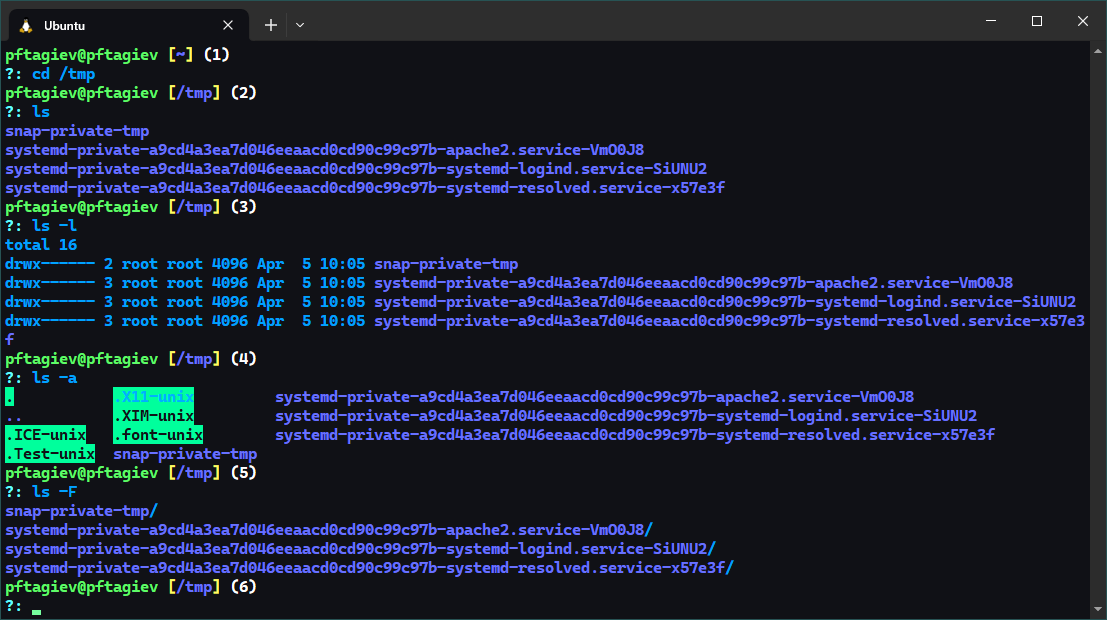 Ubuntu
pftagiev@pftagiev [~] (1)
?: cd /tmp
pftagiev@pftagiev [/tmp] (2)
?: ls
snap-private-tmp
systemd-private-a9cd4a3ea7d046eeaacd0cd90c99c97b-apache2.service-VmO0J8
systemd-private-a9cd4a3ea7d046eeaacd0cd90c99c97b-systemd-logind.service-SiUNU2
systemd-private-a9cd4a3ea7d046eeaacd0cd90c99c97b-systemd-resolved.service-x57e3f
pftagiev@pftagiev [/tmp] (3)
?: ls -l
total 16
drwx------ 2 root root 4096 Apr  5 10:05 snap-private-tmp
drwx------ 3 root root 4096 Apr  5 10:05 systemd-private-a9cd4a3ea7d046eeaacd0cd90c99c97b-apache2.service-VmO0J8
drwx------ 3 root root 4096 Apr  5 10:05 systemd-private-a9cd4a3ea7d046eeaacd0cd90c99c97b-systemd-logind.service-SiUNU2
drwx------ 3 root root 4096 Apr  5 10:05 systemd-private-a9cd4a3ea7d046eeaacd0cd90c99c97b-systemd-resolved.service-x57e3
f
pftagiev@pftagiev [/tmp] (4)
?: ls -a
.           .X11-unix         systemd-private-a9cd4a3ea7d046eeaacd0cd90c99c97b-apache2.service-VmO0J8
..          .XIM-unix         systemd-private-a9cd4a3ea7d046eeaacd0cd90c99c97b-systemd-logind.service-SiUNU2
.ICE-unix   .font-unix        systemd-private-a9cd4a3ea7d046eeaacd0cd90c99c97b-systemd-resolved.service-x57e3f
.Test-unix  snap-private-tmp
pftagiev@pftagiev [/tmp] (5)
?: ls -F
snap-private-tmp/
systemd-private-a9cd4a3ea7d046eeaacd0cd90c99c97b-apache2.service-VmO0J8/
systemd-private-a9cd4a3ea7d046eeaacd0cd90c99c97b-systemd-logind.service-SiUNU2/
systemd-private-a9cd4a3ea7d046eeaacd0cd90c99c97b-systemd-resolved.service-x57e3f/
pftagiev@pftagiev [/tmp] (6)
?: